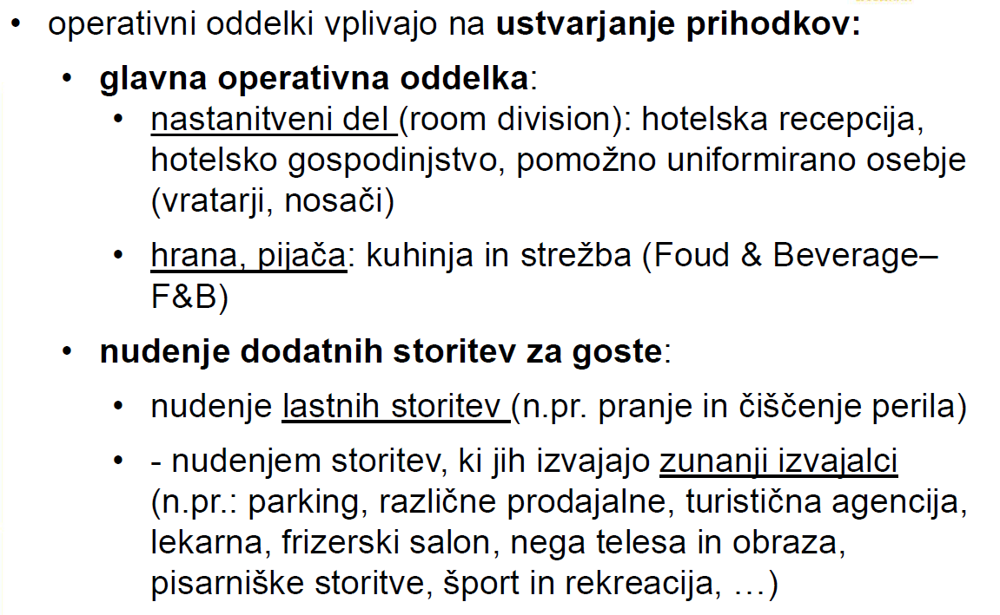 • operativni oddelki vplivajo na ustvarjanje prihodkov:
• glavna operativna oddelka:
• nastanitveni del (room division): hotelska recepcija,
hotelsko gospodinjstvo, pomožno uniformirano osebje
(vratarji, nosači)
• hrana, pijača: kuhinja in strežba (Foud & Beverage–
F&B)
• nudenje dodatnih storitev za goste:
• nudenje lastnih storitev (n.pr. pranje in čiščenje perila)
• - nudenjem storitev, ki jih izvajajo zunanji izvajalci
(n.pr.: parking, različne prodajalne, turistična agencija,
lekarna, frizerski salon, nega telesa in obraza,
pisarniške storitve, šport in rekreacija, …)